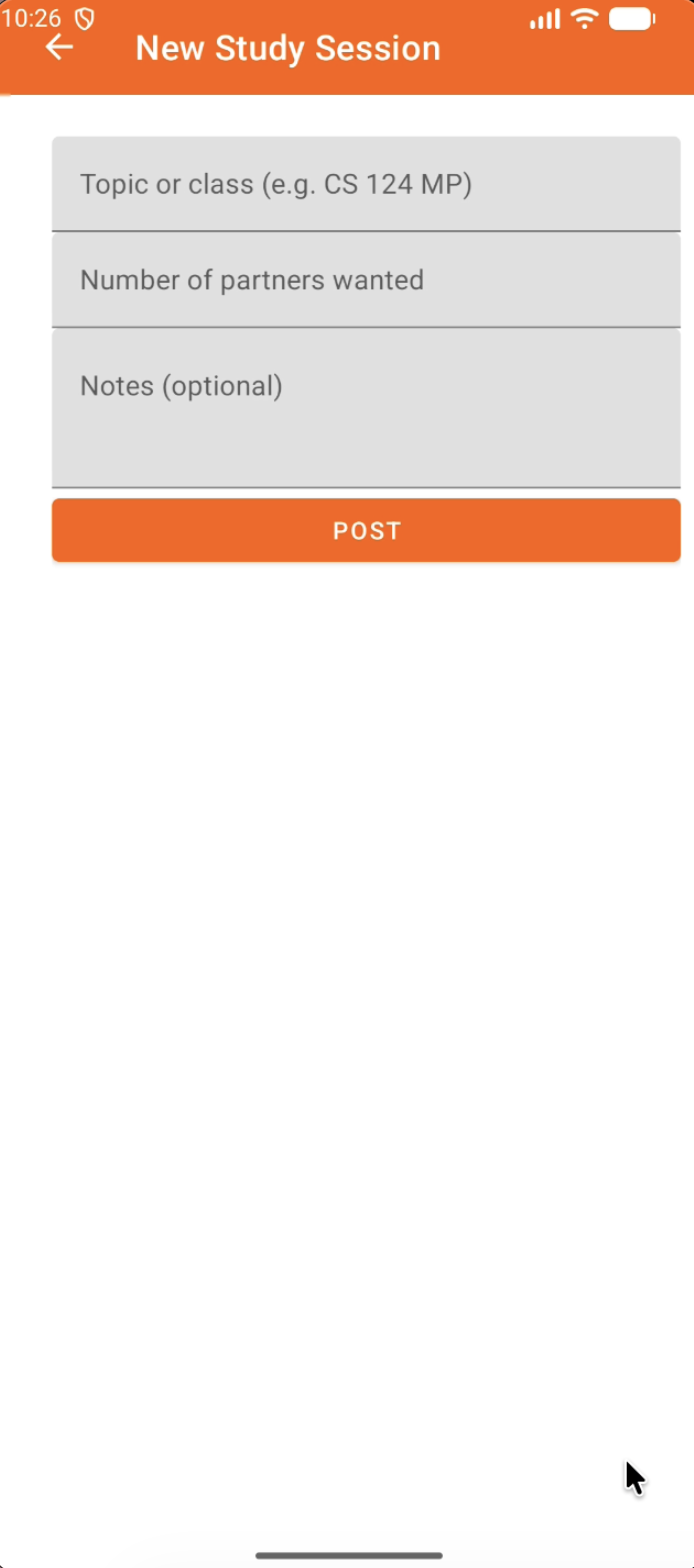 10:26
New Study Session
Topic or class (e.g. CS 124 MP)
Number of partners wanted
Notes (optional)
POST